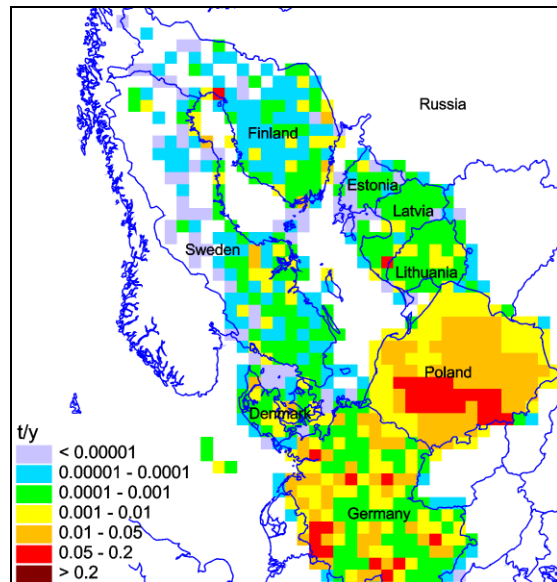 Russia
Finland
Estonia
Latvia
Sweden
Lithuania
Poland
Denmark
Germany
t/y
< 0.00001
0.00001 - 0.0001
0.0001 - 0.001
0.001 - 0.01
0.01 - 0.05
0.05 - 0.2
> 0.2